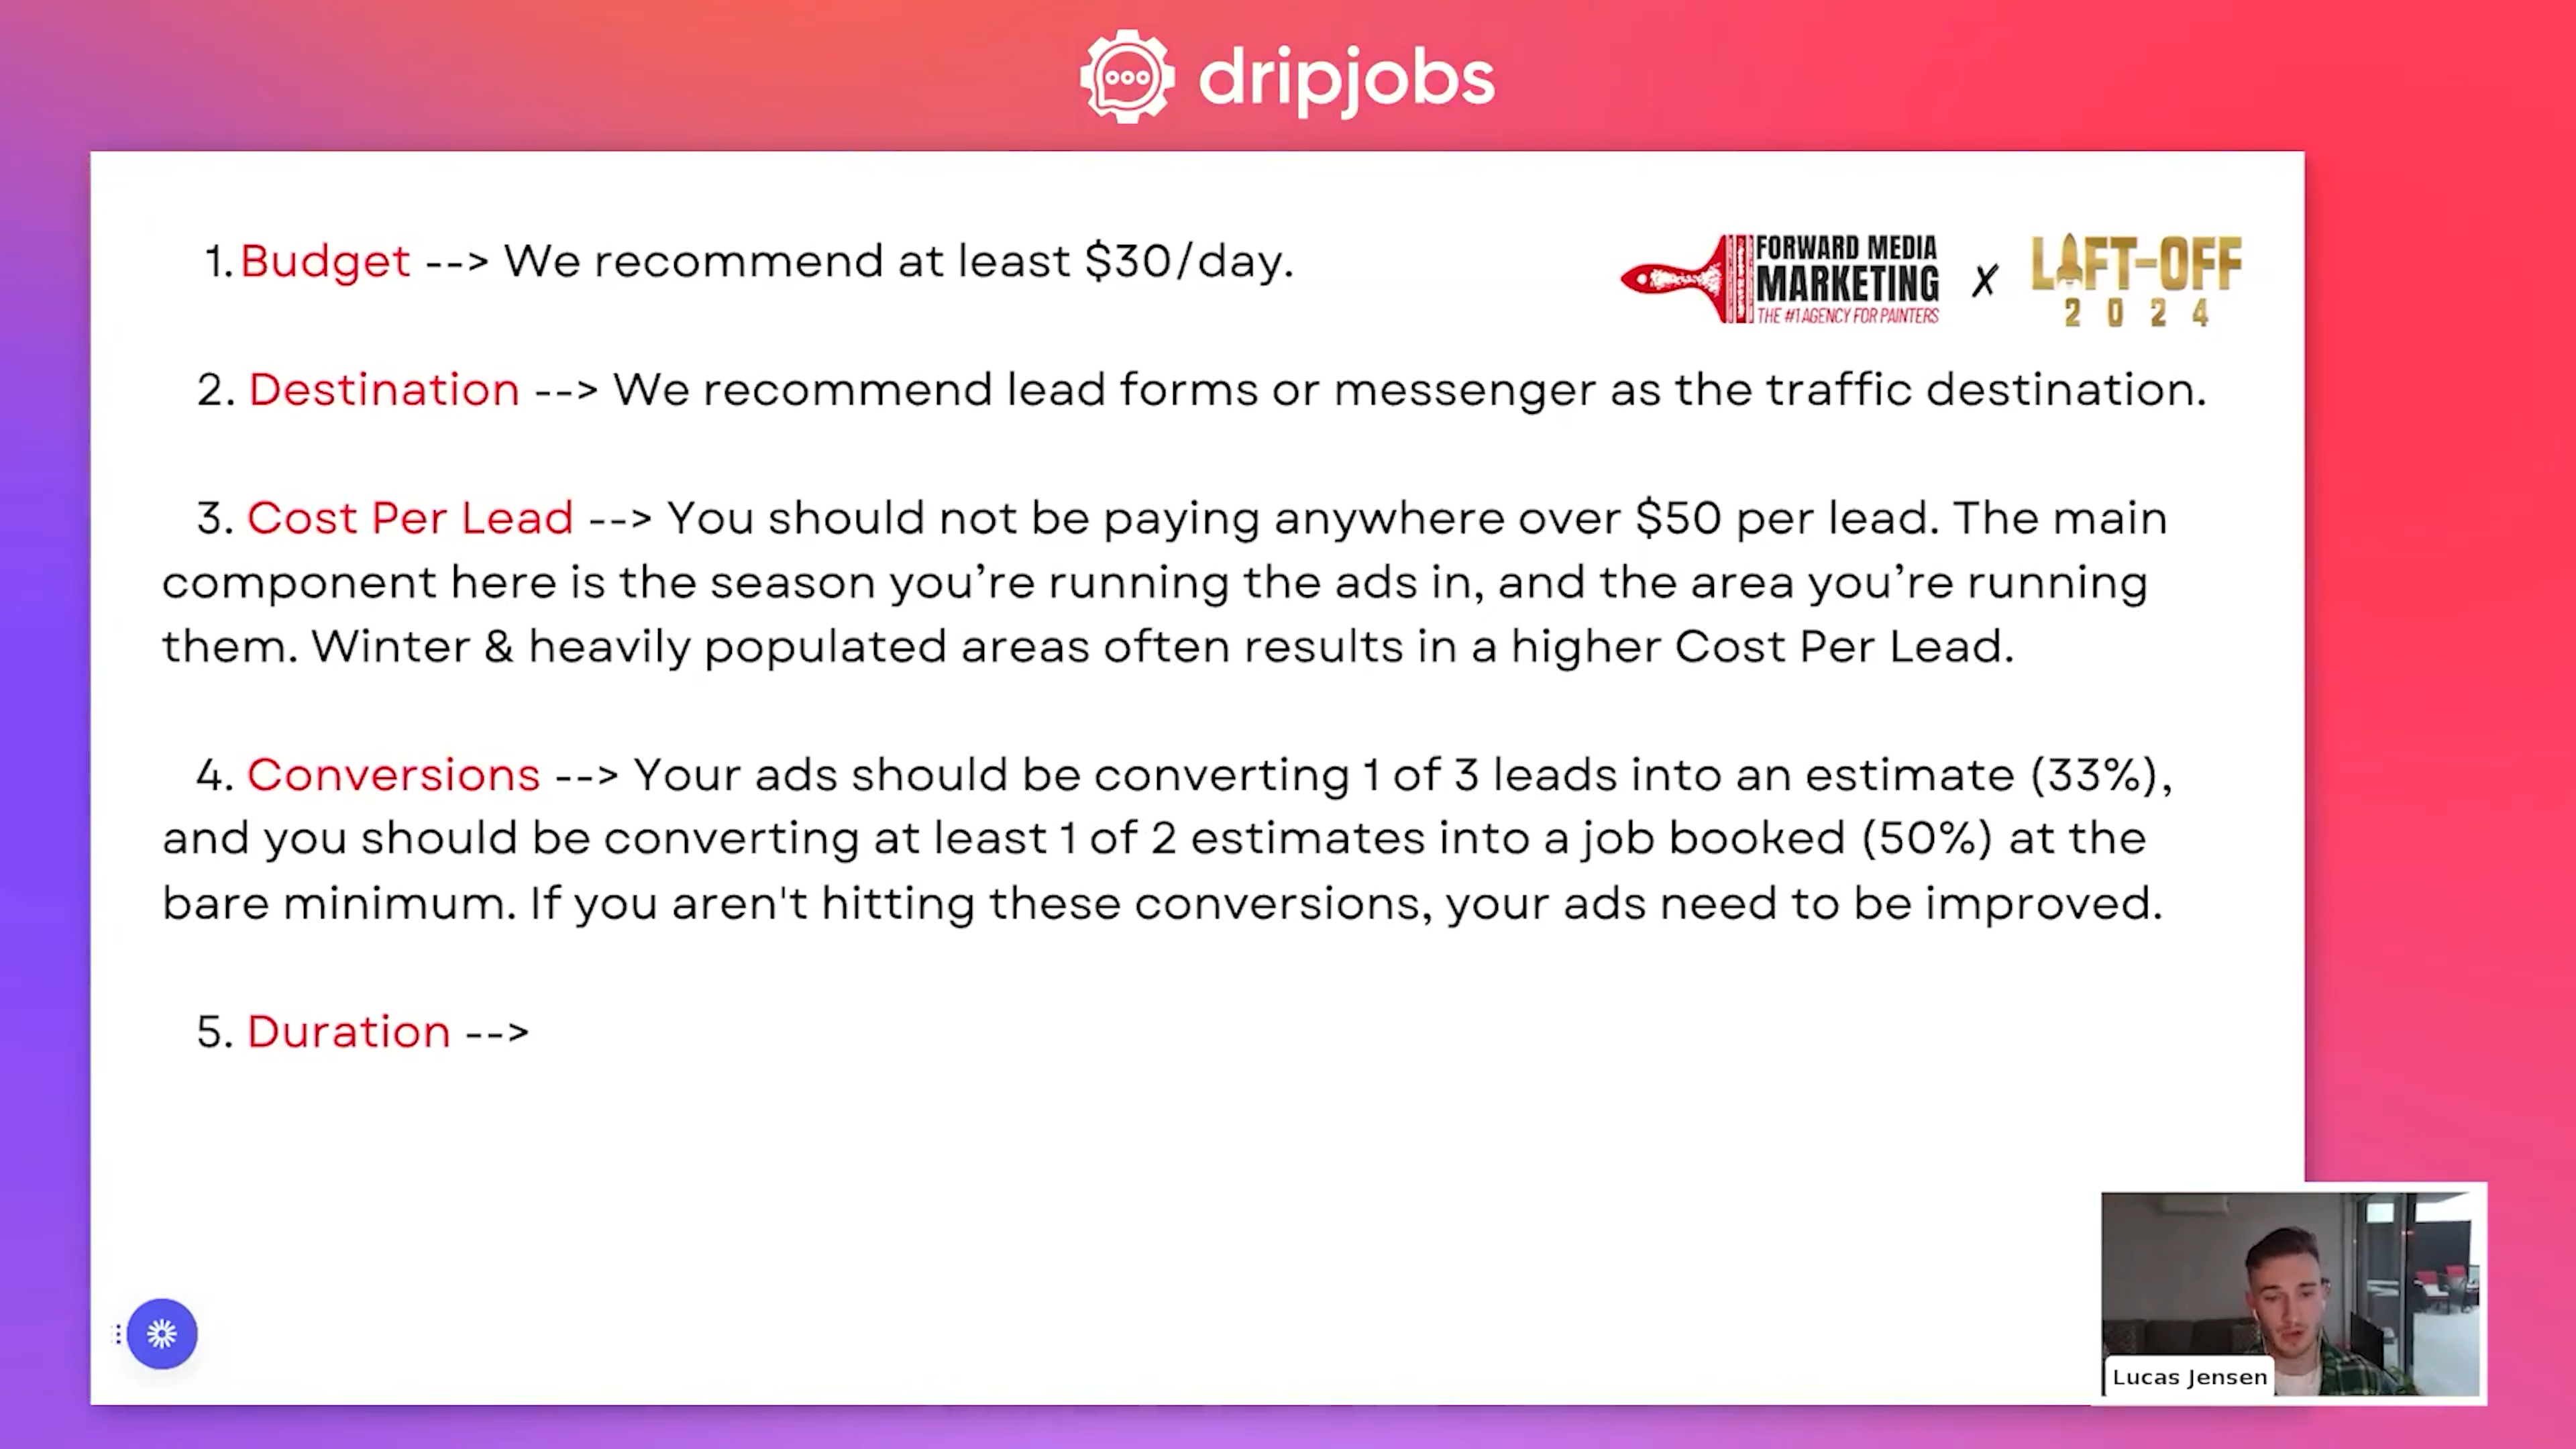 dripjobs
1. Budget --> We recommend at least $30/day.
FORWARD MEDIA
MARKETING
THE #1 AGENCY FOR PAINTERS
X
LIFT-OFF
2024
2. Destination --> We recommend lead forms or messenger as the traffic destination.
3. Cost Per Lead --> You should not be paying anywhere over $50 per lead. The main
component here is the season you’re running the ads in, and the area you’re running
them. Winter & heavily populated areas often results in a higher Cost Per Lead.
4. Conversions --> Your ads should be converting 1 of 3 leads into an estimate (33%),
and you should be converting at least 1 of 2 estimates into a job booked (50%) at the
bare minimum. If you aren't hitting these conversions, your ads need to be improved.
5. Duration -->
Lucas Jensen